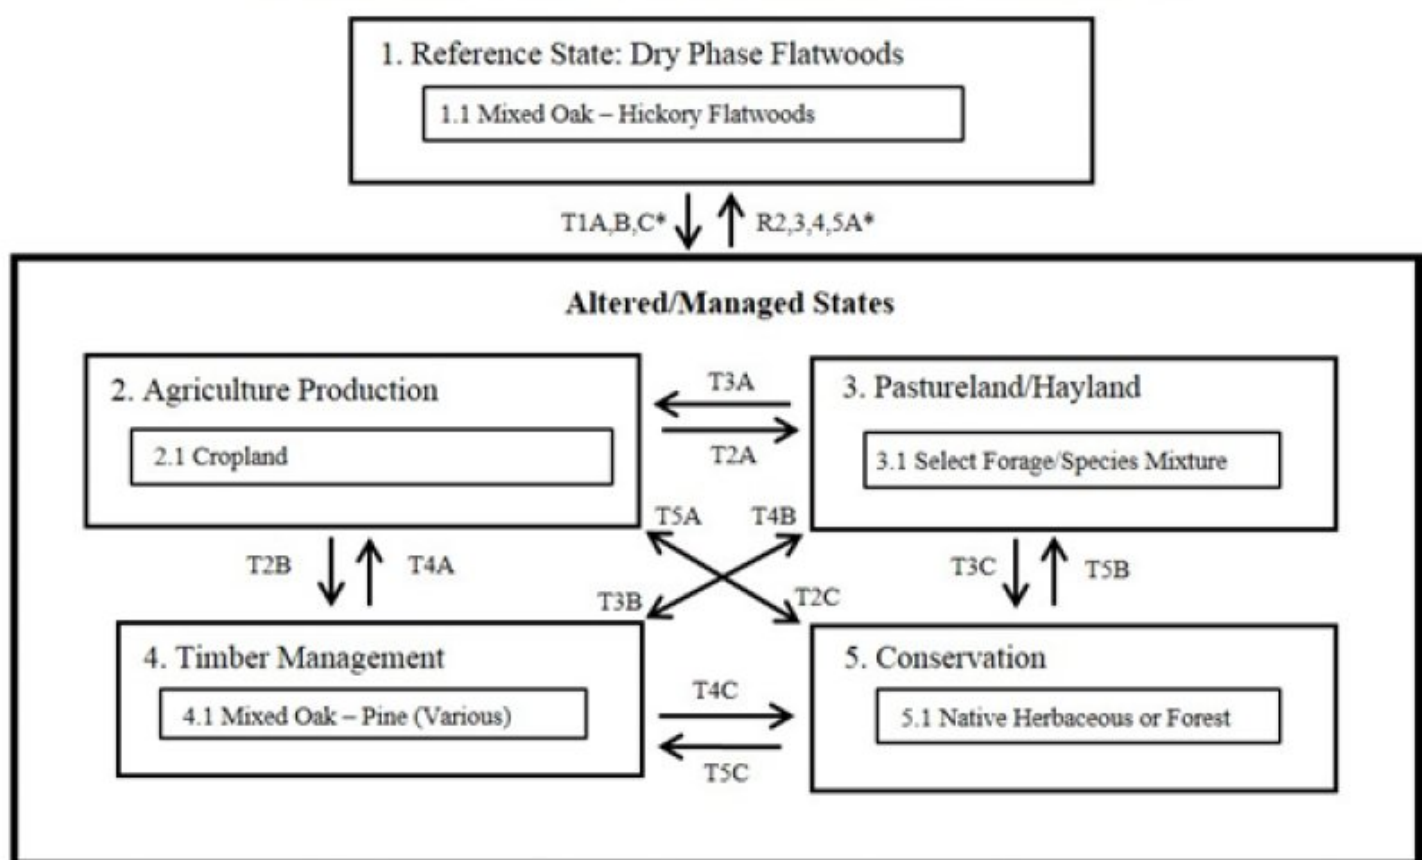 1. Reference State: Dry Phase Flatwoods
1.1 Mixed Oak – Hickory Flatwoods
T1A,B,C*
R2,3,4,5A*
Altered/Managed States
2. Agriculture Production
2.1 Cropland
T3A
T2A
3. Pastureland/Hayland
3.1 Select Forage/Species Mixture
T5A
T4B
T2B
T4A
T3B
T2C
T3C
T5B
4. Timber Management
4.1 Mixed Oak – Pine (Various)
T4C
T5C
5. Conservation
5.1 Native Herbaceous or Forest